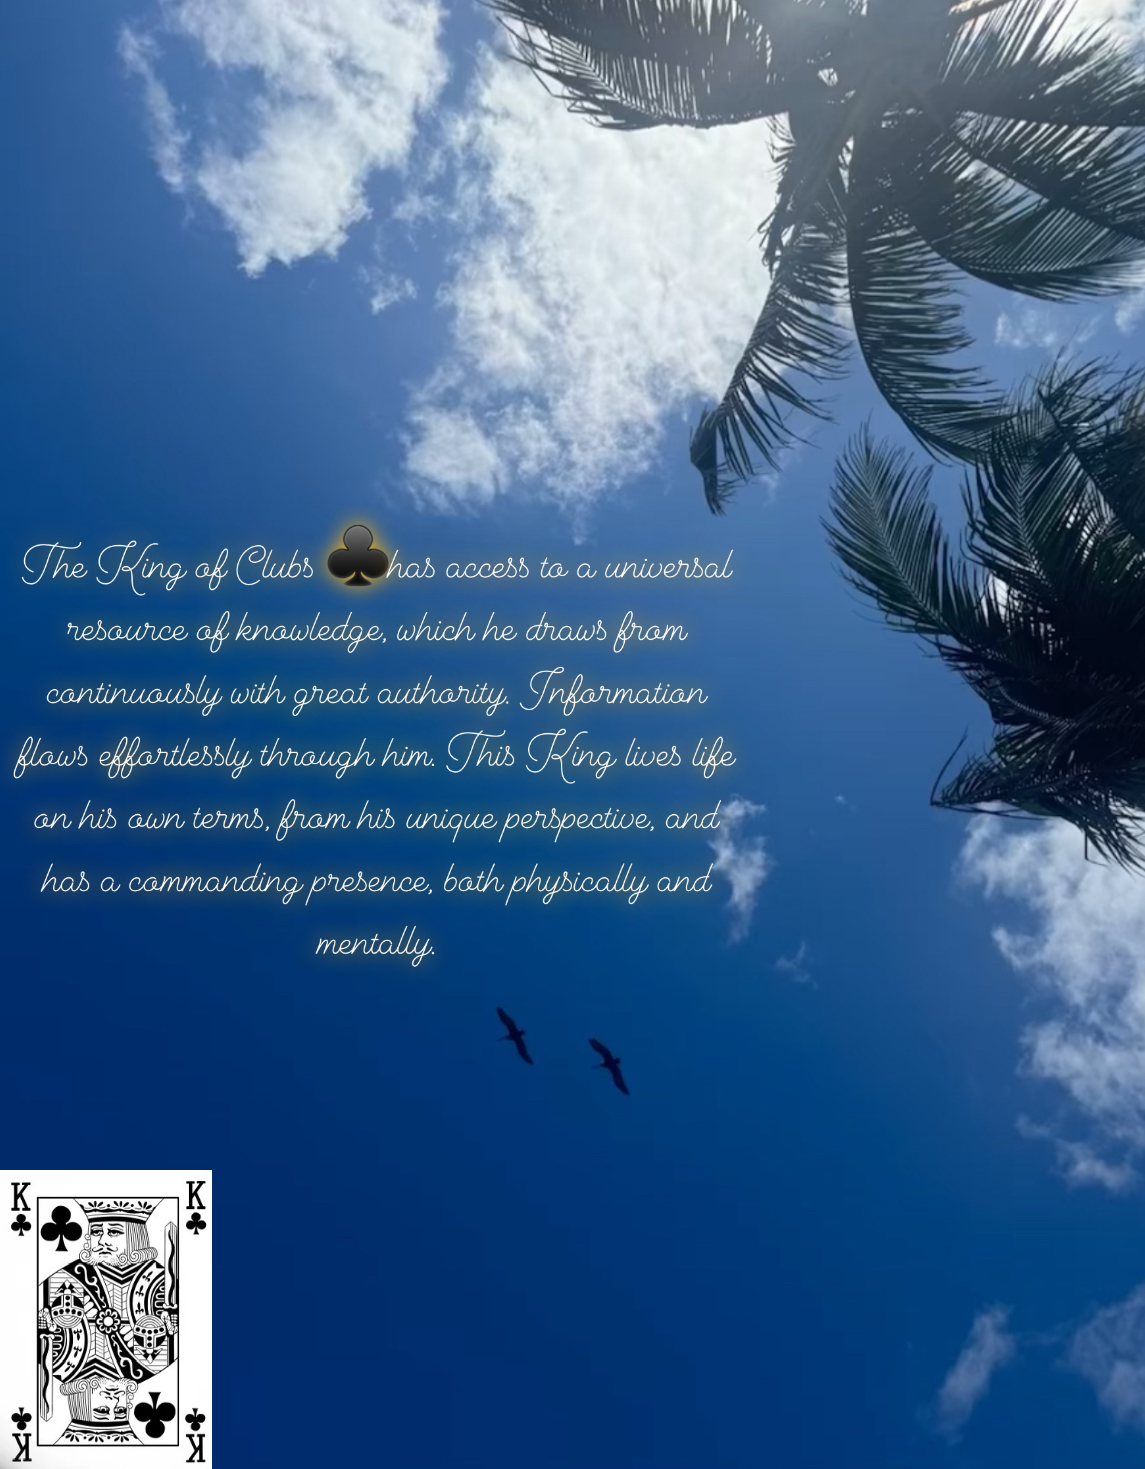 The King of Clubs ♣ has access to a universal
resource of knowledge, which he draws from
continuously with great authority. Information
flows effortlessly through him. This King lives life
on his own terms, from his unique perspective, and
has a commanding presence, both physically and
mentally.
K K
K K